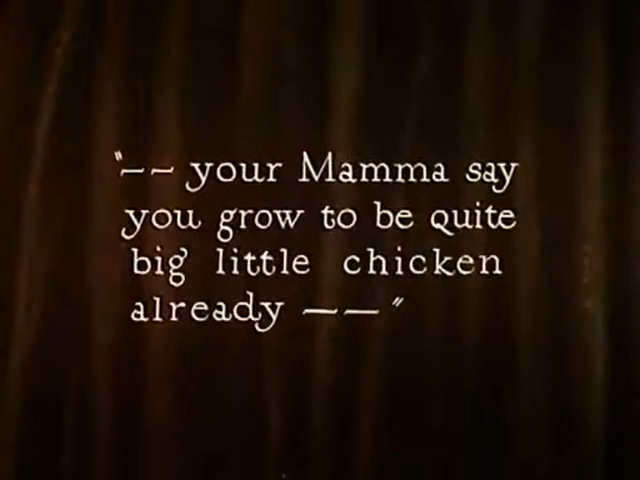 "—— your Mamma say
you grow to be quite
big little chicken
already ——"